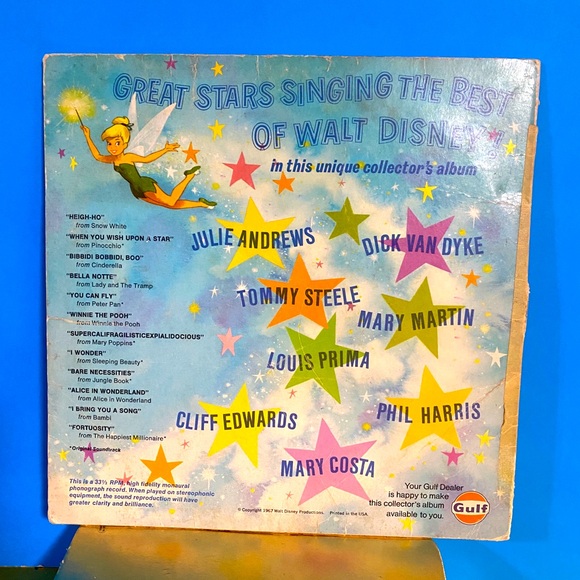 GREAT STARS SINGING THE BEST
OF WALT DISNEY!
in this unique collector's album
"HEIGH-HO"
from Snow White
"WHEN YOU WISH UPON A STAR"
from Pinocchio*
"BIBBIDI BOBBIDI, BOO"
from Cinderella
"BELLA NOTTE"
from Lady and The Tramp
"YOU CAN FLY"
from Peter Pan*
"WINNIE THE POOH"
from Winnie the Pooh
"SUPERCALIFRAGILISTICEXPIALIDOCIOUS"
from Mary Poppins*
"I WONDER"
from Sleeping Beauty*
"BARE NECESSITIES"
from Jungle Book*
"ALICE IN WONDERLAND"
from Alice in Wonderland
"I BRING YOU A SONG"
from Bambi
"FORTUOSITY"
from The Happiest Millionaire*
*Original Soundtrack
JULIE ANDREWS
DICK VAN DYKE
TOMMY STEELE
MARY MARTIN
LOUIS PRIMA
CLIFF EDWARDS
PHIL HARRIS
MARY COSTA
This is a 33⅓ RPM, high fidelity monaural
phonograph record. When played on stereophonic
equipment, the sound reproduction will have
greater clarity and brilliance.
© Copyright 1967 Walt Disney Productions. Printed in the USA.
Your Gulf Dealer
is happy to make
this collector's album
available to you.
Gulf